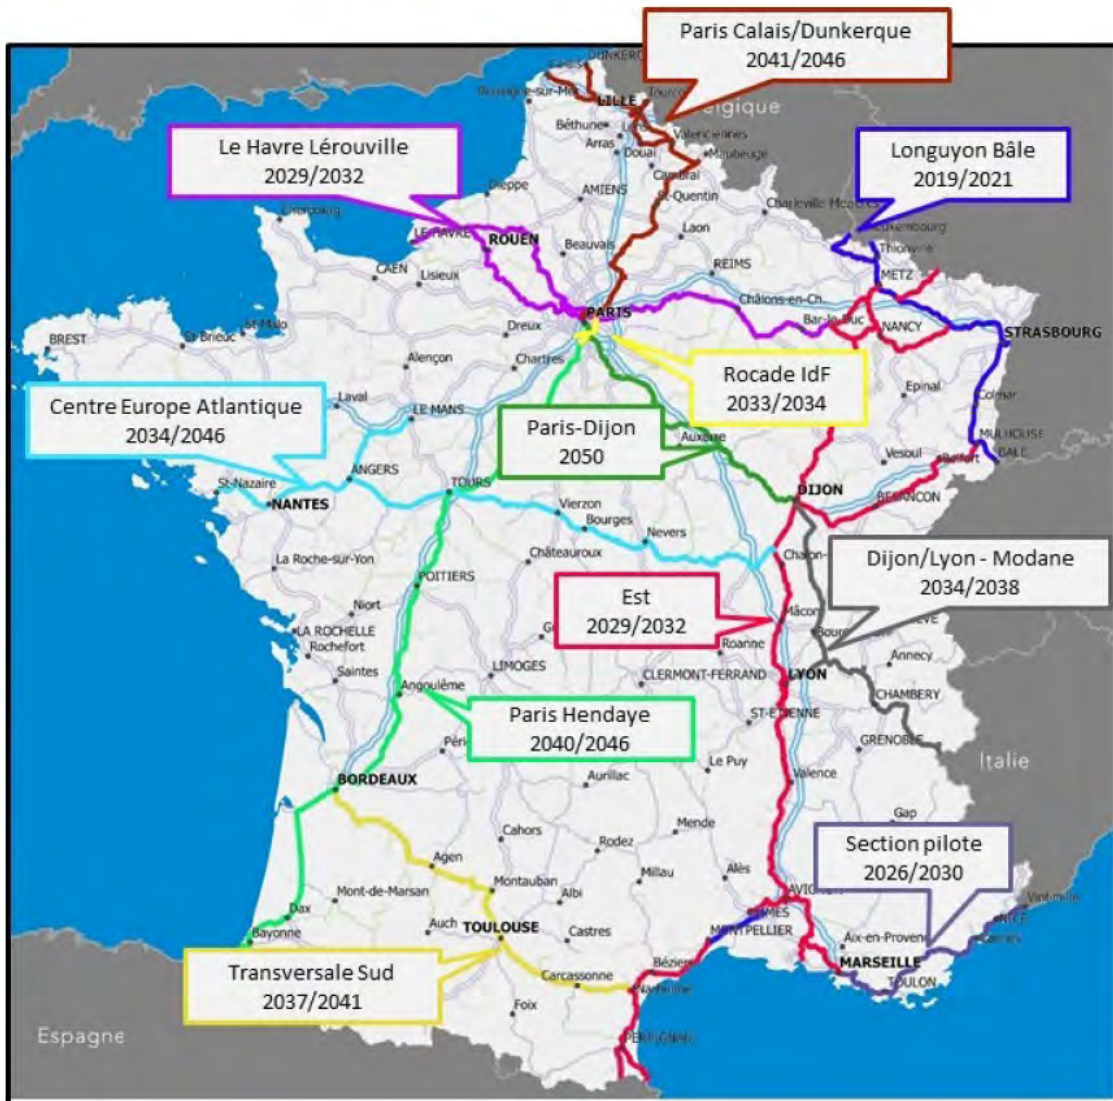 Paris Calais/Dunkerque
2041/2046
LILLE
Belgique
Béthune
Arras
Douai
Valenciennes
Maubeuge
Cambrai
St-Quentin
Le Havre Lérouville
2029/2032
Longuyon Bâle
2019/2021
Dieppe
AMIENS
Charleville-Mézières
Luxembourg
Thionville
Laon
LE HAVRE
ROUEN
Beauvais
REIMS
METZ
CAEN
Lisieux
Châlons-en-Ch.
PARIS
Bar-le-Duc
NANCY
STRASBOURG
BREST
St-Brieuc
St-Malo
Dreux
Alençon
Chartres
Rocade IdF
2033/2034
Epinal
Colmar
Centre Europe Atlantique
2034/2046
Laval
LE MANS
Paris-Dijon
2050
Auxerre
MULHOUSE
BALE
Vesoul
Belfort
ANGERS
St-Nazaire
NANTES
TOURS
DIJON
BESANCON
Vierzon
Bourges
Nevers
Châteauroux
Chalon-
La Roche-sur-Yon
POITIERS
Dijon/Lyon - Modane
2034/2038
Est
2029/2032
Niort
LA ROCHELLE
Rochefort
Mâcon
Roanne
Annecy
Saintes
LIMOGES
CLERMONT-FERRAND
LYON
Angoulême
CHAMBERY
Paris Hendaye
2040/2046
ST-ETIENNE
GRENOBLE
Péri
Italie
BORDEAUX
Aurillac
Le Puy
Valence
Gap
Cahors
Rodez
Mende
Section pilote
2026/2030
Agen
Millau
Alès
Mont-de-Marsan
Montauban
Albi
AVIGNON
NIMES
Vintimille
NICE
Cannes
Dax
Auch
TOULOUSE
Castres
MONTPELLIER
Aix-en-Provence
Bayonne
MARSEILLE
TOULON
Transversale Sud
2037/2041
Carcassonne
Béziers
Narbonne
Foix
PERPIGNAN
Espagne